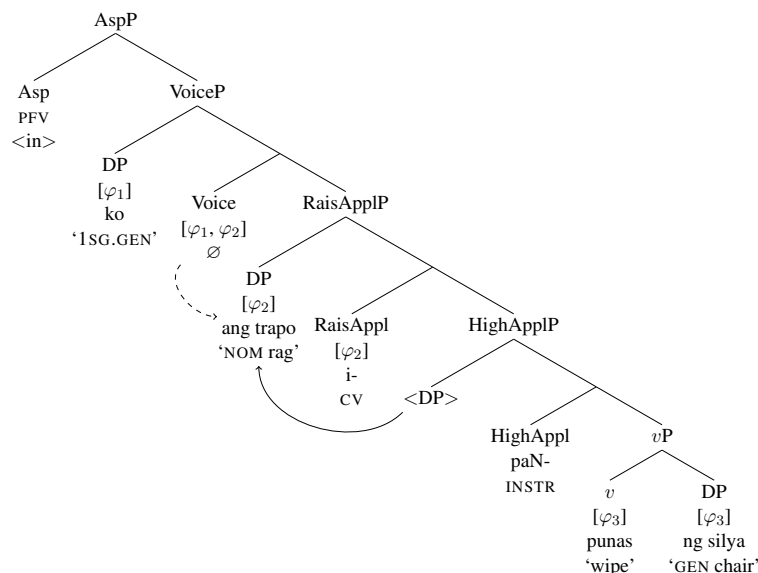 AspP
Asp VoiceP
PFV
<in>
DP
[φ1]
ko
‘1SG.GEN’
Voice RaisApplP
[φ1, φ2]
∅
DP
[φ2]
ang trapo
‘NOM rag’
RaisAppl HighApplP
[φ2]
i-
CV
<DP>
HighAppl vP
paN-
INSTR
v DP
[φ3] [φ3]
punas ng silya
‘wipe’ ‘GEN chair’